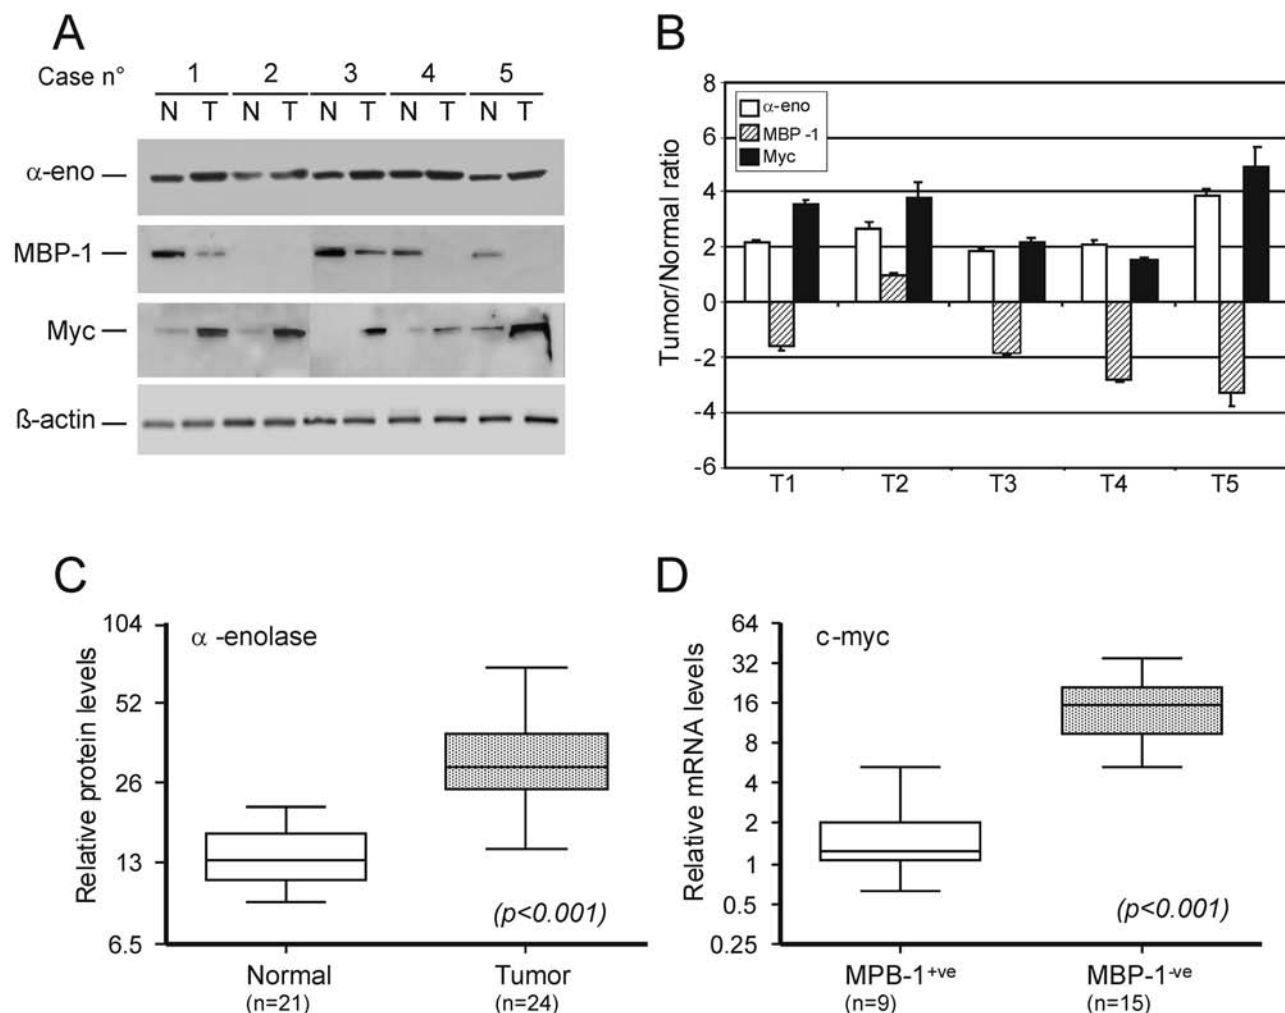 A
Case n° 1 2 3 4 5
N T N T N T N T N T
α-eno
MBP-1
Myc
ß-actin
B
Tumor/Normal ratio
8
6
4
2
0
-2
-4
-6
α-eno
MBP -1
Myc
T1 T2 T3 T4 T5
C
Relative protein levels
104
52
26
13
6.5
α -enolase
(p<0.001)
Normal Tumor
(n=21) (n=24)
D
Relative mRNA levels
64
32
16
8
4
2
1
0.5
0.25
c-myc
(p<0.001)
MPB-1+ve MBP-1-ve
(n=9) (n=15)